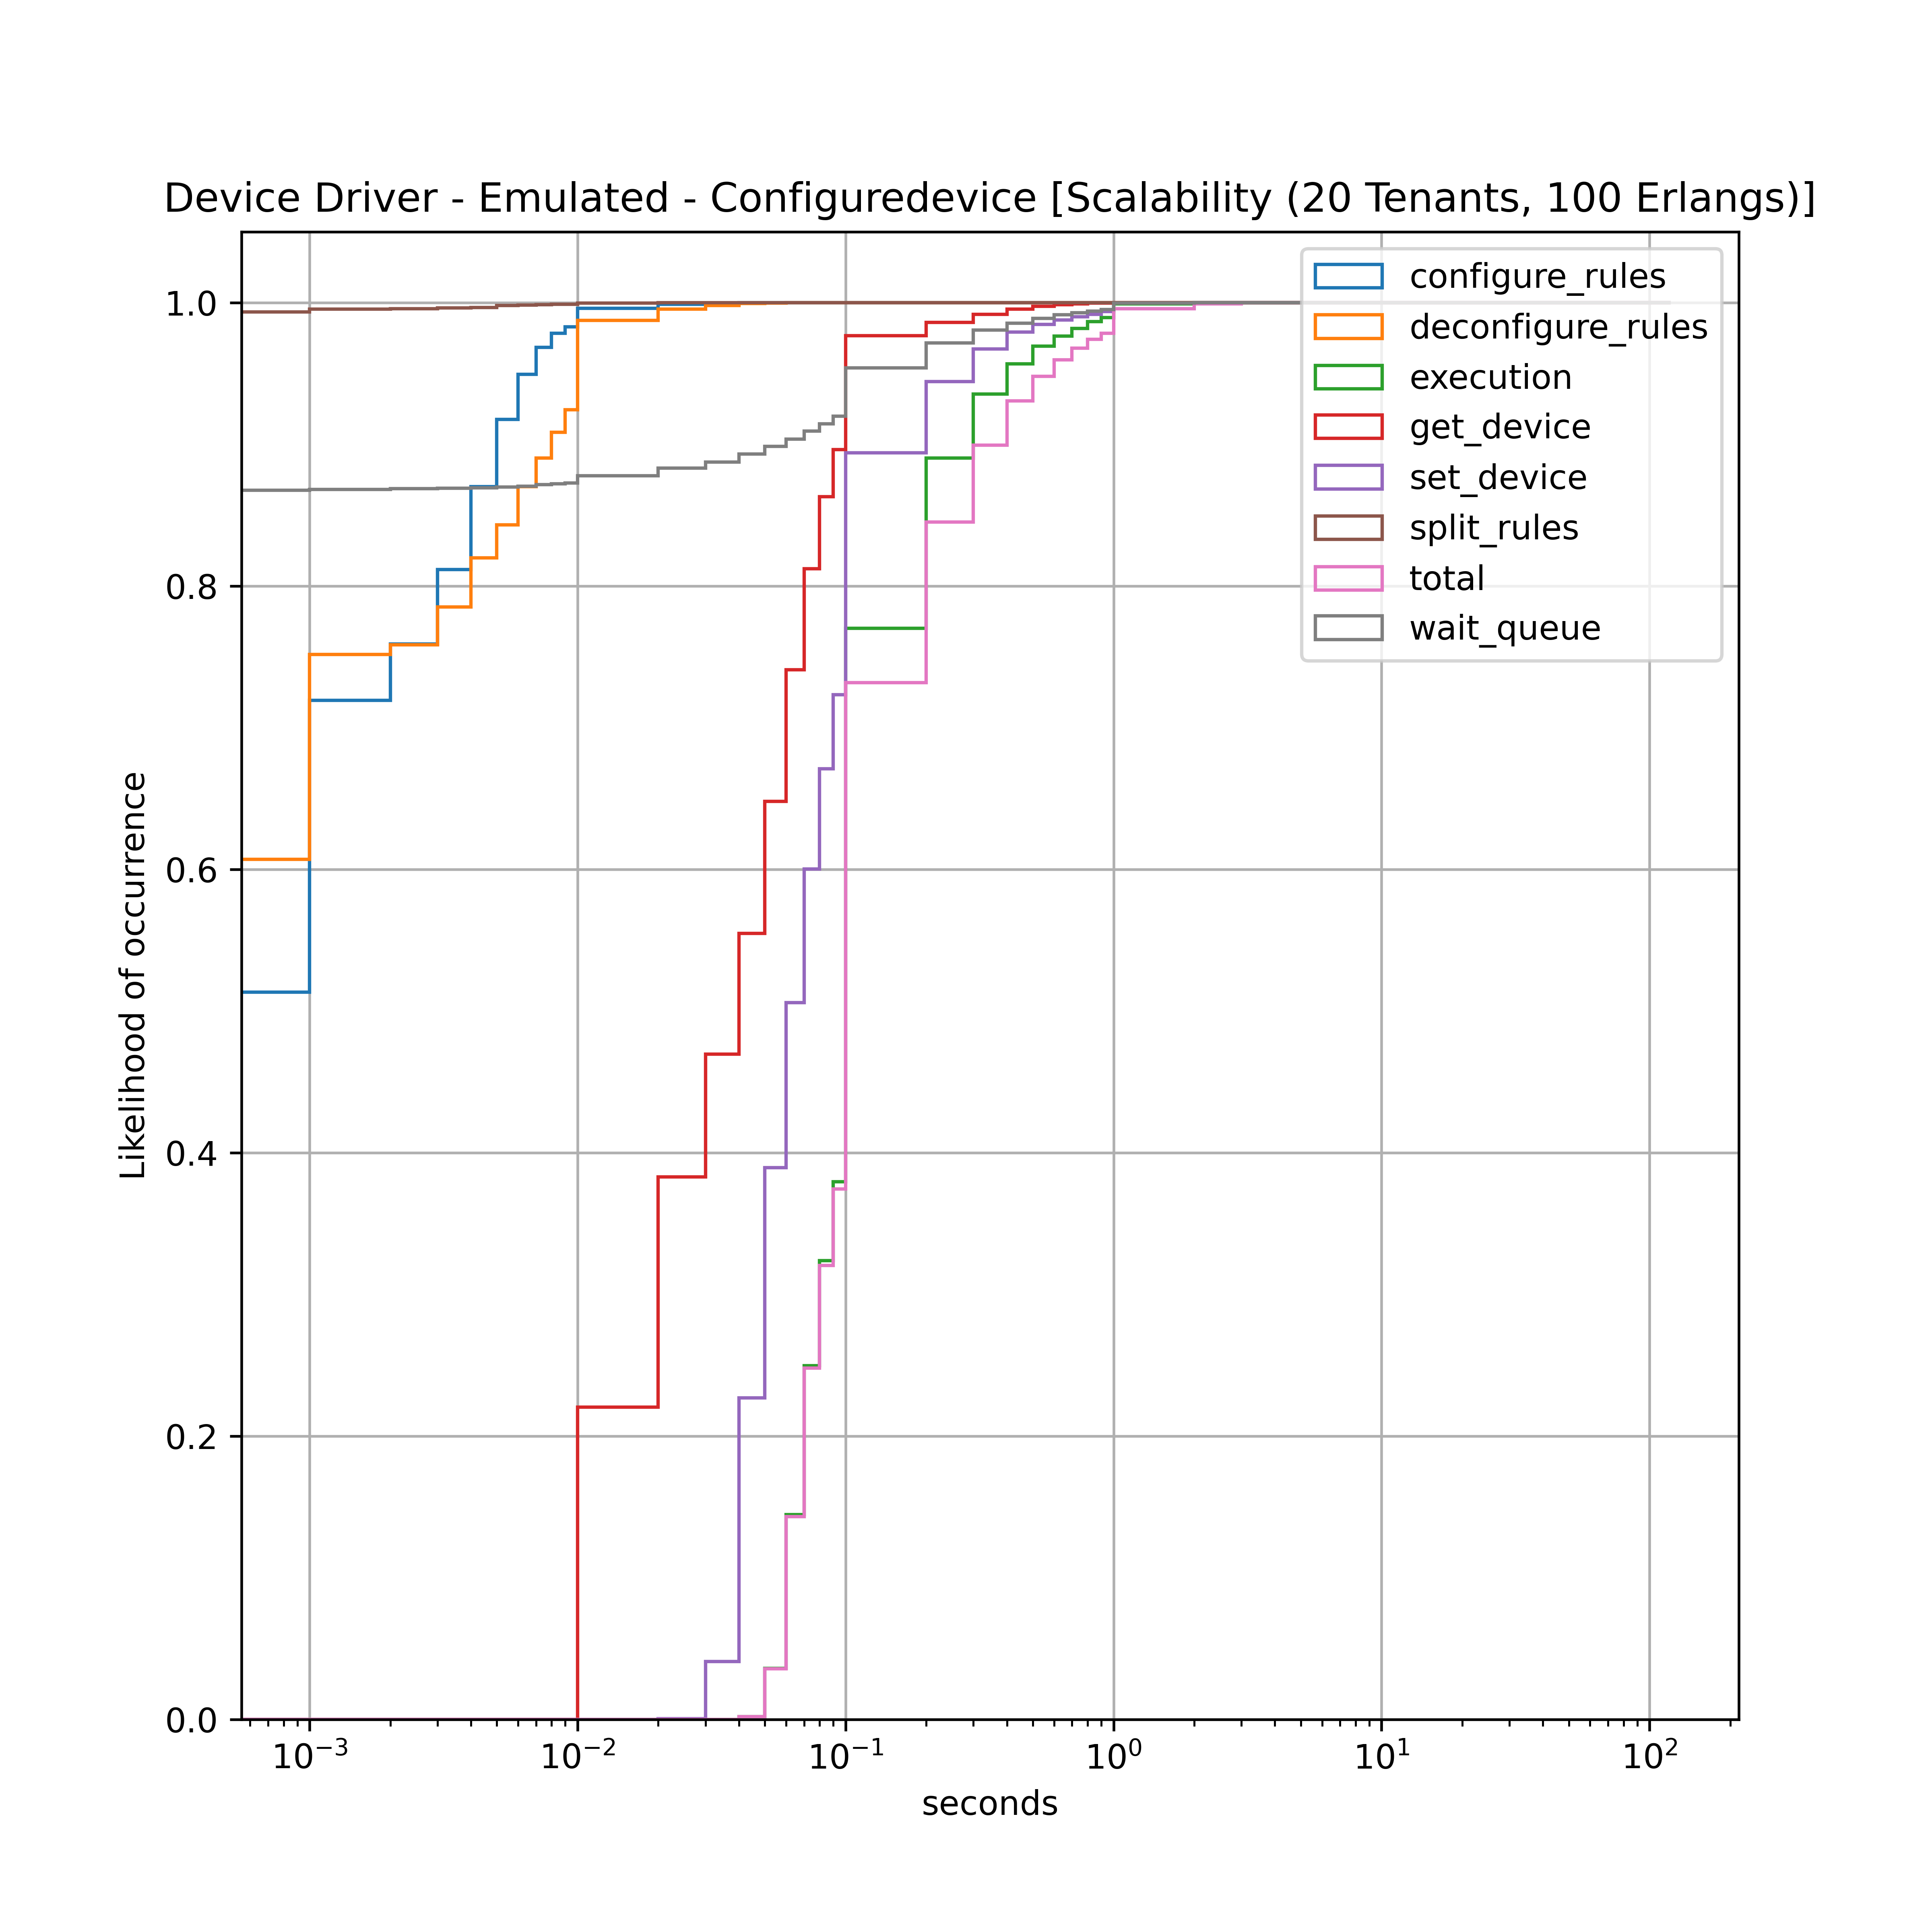 Device Driver - Emulated - Configuredevice [Scalability (20 Tenants, 100 Erlangs)]
configure_rules
deconfigure_rules
execution
get_device
set_device
split_rules
total
wait_queue
1.0
0.8
0.6
0.4
0.2
0.0
Likelihood of occurrence
10⁻³ 10⁻² 10⁻¹ 10⁰ 10¹ 10²
seconds